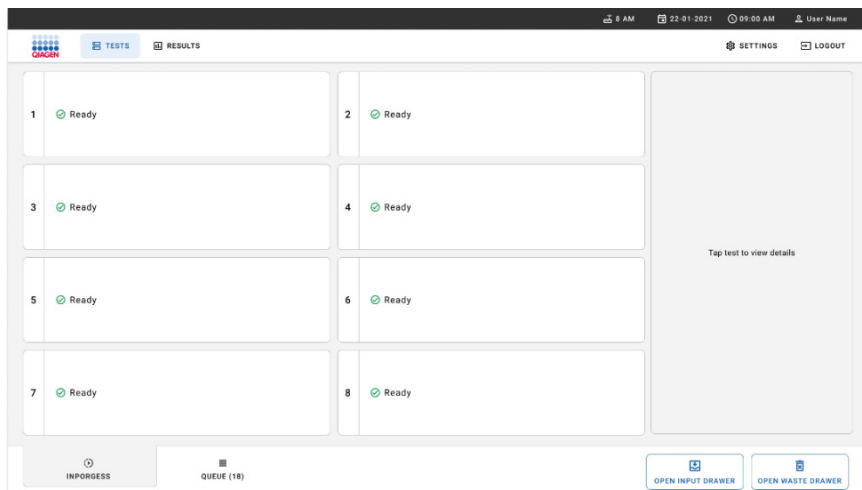 8 AM 22-01-2021 09:00 AM User Name
QIAGEN TESTS RESULTS SETTINGS LOGOUT
1 Ready 2 Ready
3 Ready 4 Ready
Tap test to view details
5 Ready 6 Ready
7 Ready 8 Ready
INPORGESS QUEUE (18) OPEN INPUT DRAWER OPEN WASTE DRAWER